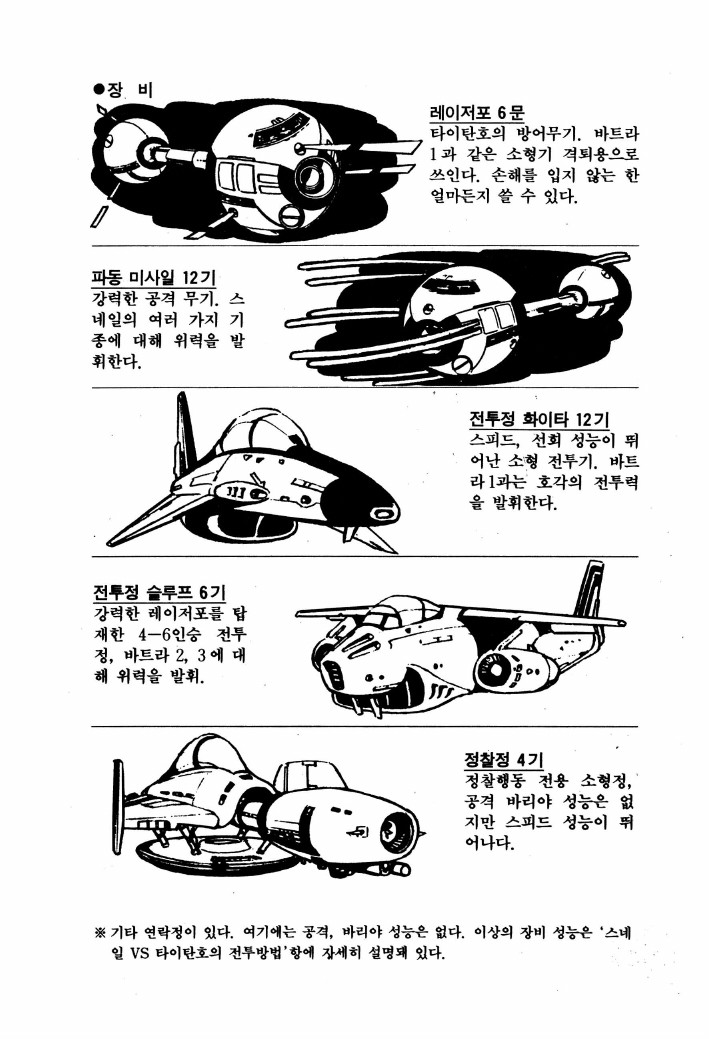 ●장 비
레이저포 6문
타이탄호의 방어무기. 바트라
1과 같은 소형기 격퇴용으로
쓰인다. 손해를 입지 않는 한
얼마든지 쓸 수 있다.
파동 미사일 12기
강력한 공격 무기. 스
네일의 여러 가지 기
종에 대해 위력을 발
휘한다.
전투정 화이타 12기
스피드, 선회 성능이 뛰
어난 소형 전투기. 바트
라1과는 호각의 전투력
을 발휘한다.
전투정 슬루프 6기
강력한 레이저포를 탑
재한 4—6인승 전투
정, 바트라 2, 3에 대
해 위력을 발휘.
정찰정 4기
정찰행동 전용 소형정,
공격 바리야 성능은 없
지만 스피드 성능이 뛰
어나다.
※ 기타 연락정이 있다. 여기에는 공격, 바리야 성능은 없다. 이상의 장비 성능은 ‘스네
일 VS 타이탄호의 전투방법’항에 자세히 설명돼 있다.